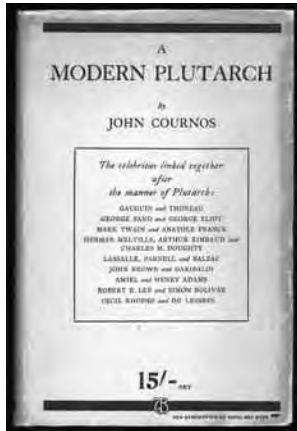 A
MODERN PLUTARCH
by
JOHN COURNOS
The celebrities linked together
after
the manner of Plutarch:
GAUGUIN and THOREAU
GEORGE SAND and GEORGE ELIOT
MARK TWAIN and ANATOLE FRANCE
HERMAN MELVILLE, ARTHUR RIMBAUD and
CHARLES M. DOUGHTY
LASSALLE, PARNELL and BALZAC
JOHN BROWN and GARIBALDI
AMIEL and HENRY ADAMS
ROBERT E. LEE and SIMON BOLIVAR
CECIL RHODES and DE LESSEPS
15/- NET